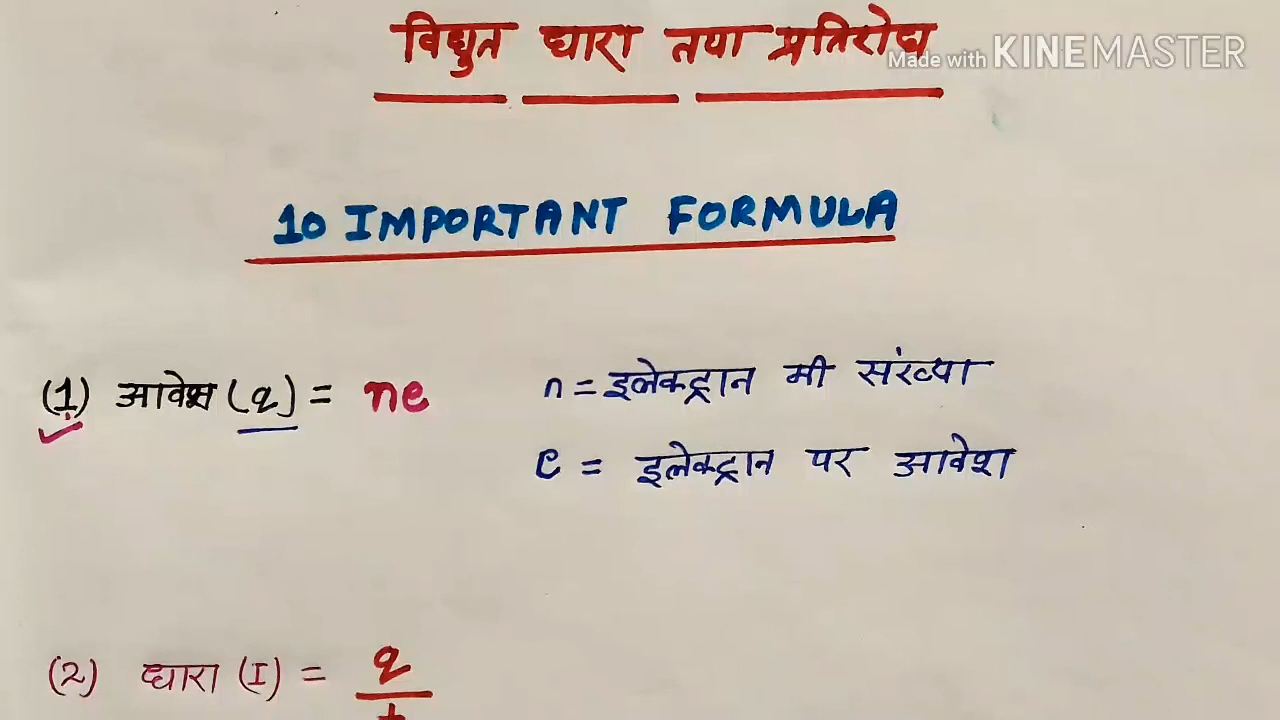 विद्युत धारा तथा प्रतिरोध
Made with KINEMASTER
10 IMPORTANT FORMULA
(1) आवेश (q) = ne
n = इलेक्ट्रान की संख्या
e = इलेक्ट्रान पर आवेश
(2) धारा (I) = q
t